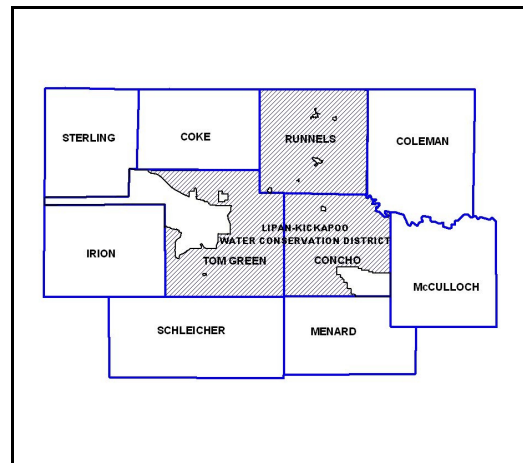 STERLING
COKE
RUNNELS
COLEMAN
LIPAN-KICKAPOO
WATER CONSERVATION DISTRICT
IRION
TOM GREEN
CONCHO
McCULLOCH
SCHLEICHER
MENARD